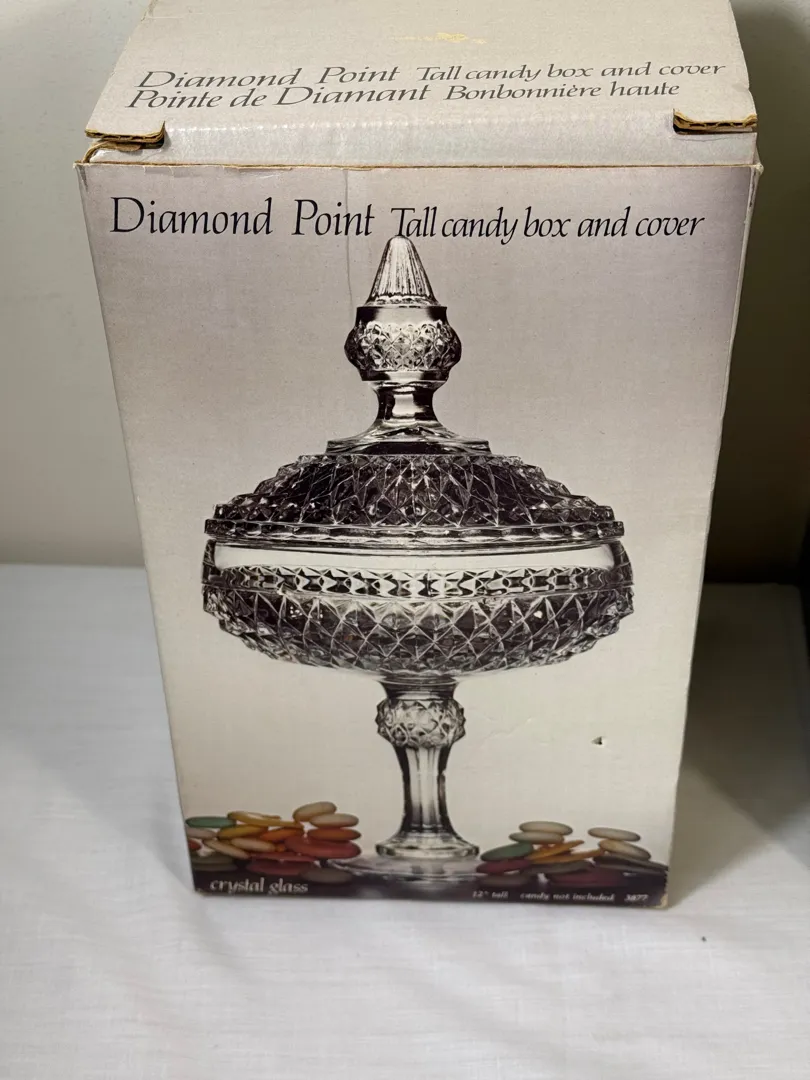 Diamond Point Tall candy box and cover
Pointe de Diamant Bonbonnière haute
Diamond Point Tall candy box and cover
crystal glass
12" tall candy not included 3877